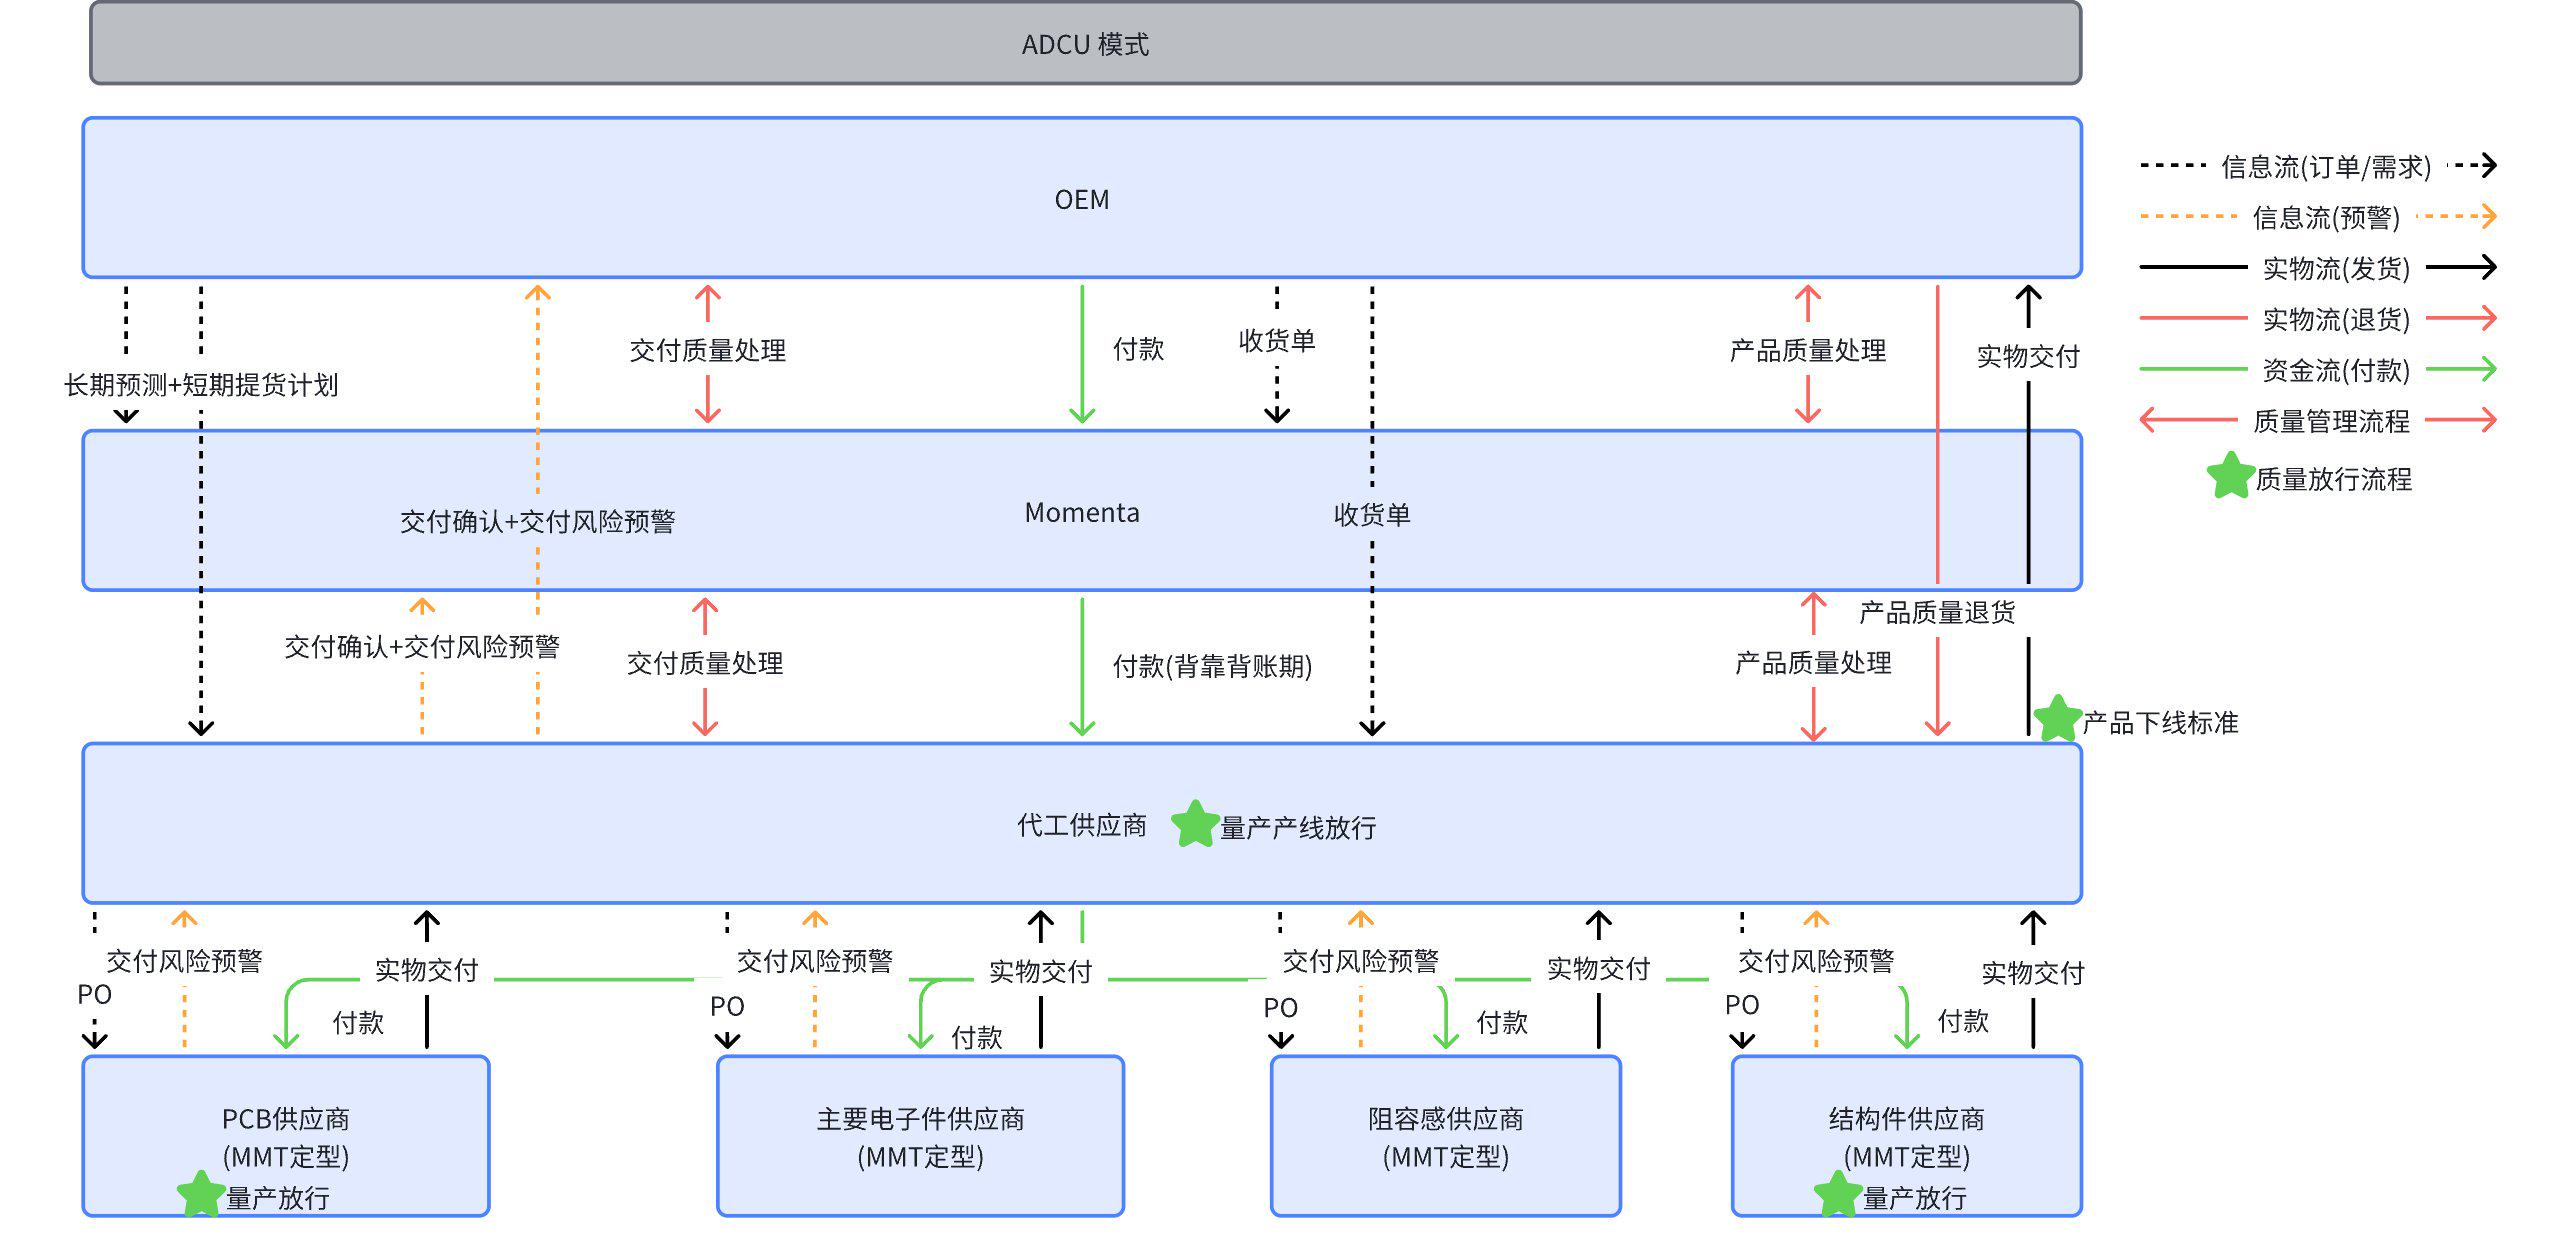 ADCU 模式
OEM
信息流(订单/需求)
信息流(预警)
实物流(发货)
实物流(退货)
资金流(付款)
质量管理流程
质量放行流程
长期预测+短期提货计划
交付质量处理
付款
收货单
产品质量处理
实物交付
交付确认+交付风险预警
Momenta
收货单
交付确认+交付风险预警
交付质量处理
付款(背靠背账期)
产品质量处理
产品质量退货
产品下线标准
代工供应商
量产产线放行
PO
交付风险预警
付款
实物交付
PO
交付风险预警
付款
实物交付
PO
交付风险预警
付款
实物交付
PO
交付风险预警
付款
实物交付
PCB供应商
(MMT定型)
量产放行
主要电子件供应商
(MMT定型)
阻容感供应商
(MMT定型)
结构件供应商
(MMT定型)
量产放行